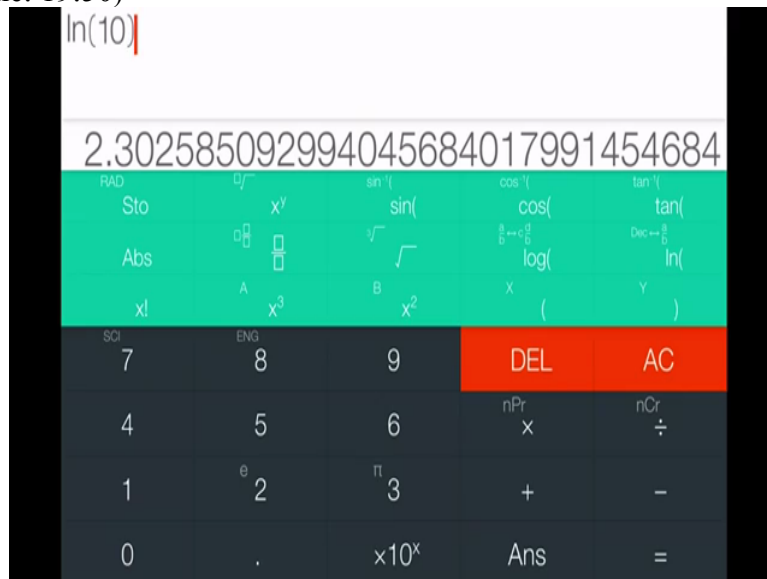 ln(10)
2.302585092994045684017991454684
RAD sin⁻¹( cos⁻¹( tan⁻¹(
Sto xʸ sin( cos( tan(
a/b↔c d/b Dec↔a/b
Abs √ log( ln(
A B X Y
x! x³ x² ( )
SCI ENG
7 8 9 DEL AC
nPr nCr
4 5 6 × ÷
e π
1 2 3 + −
0 . ×10ˣ Ans =